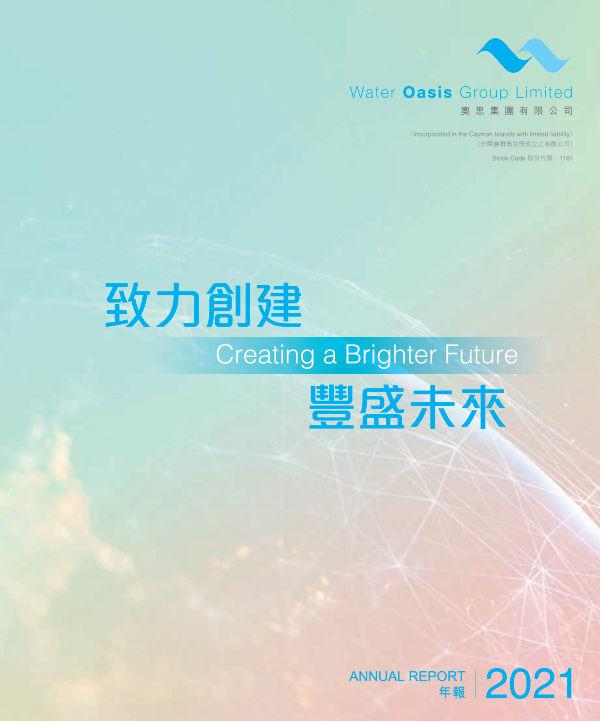 Water Oasis Group Limited
奧思集團有限公司
(Incorporated in the Cayman Islands with limited liability)
(於開曼群島註冊成立之有限公司)
Stock Code 股份代號：1161
致力創建
Creating a Brighter Future
豐盛未來
ANNUAL REPORT
年報
2021